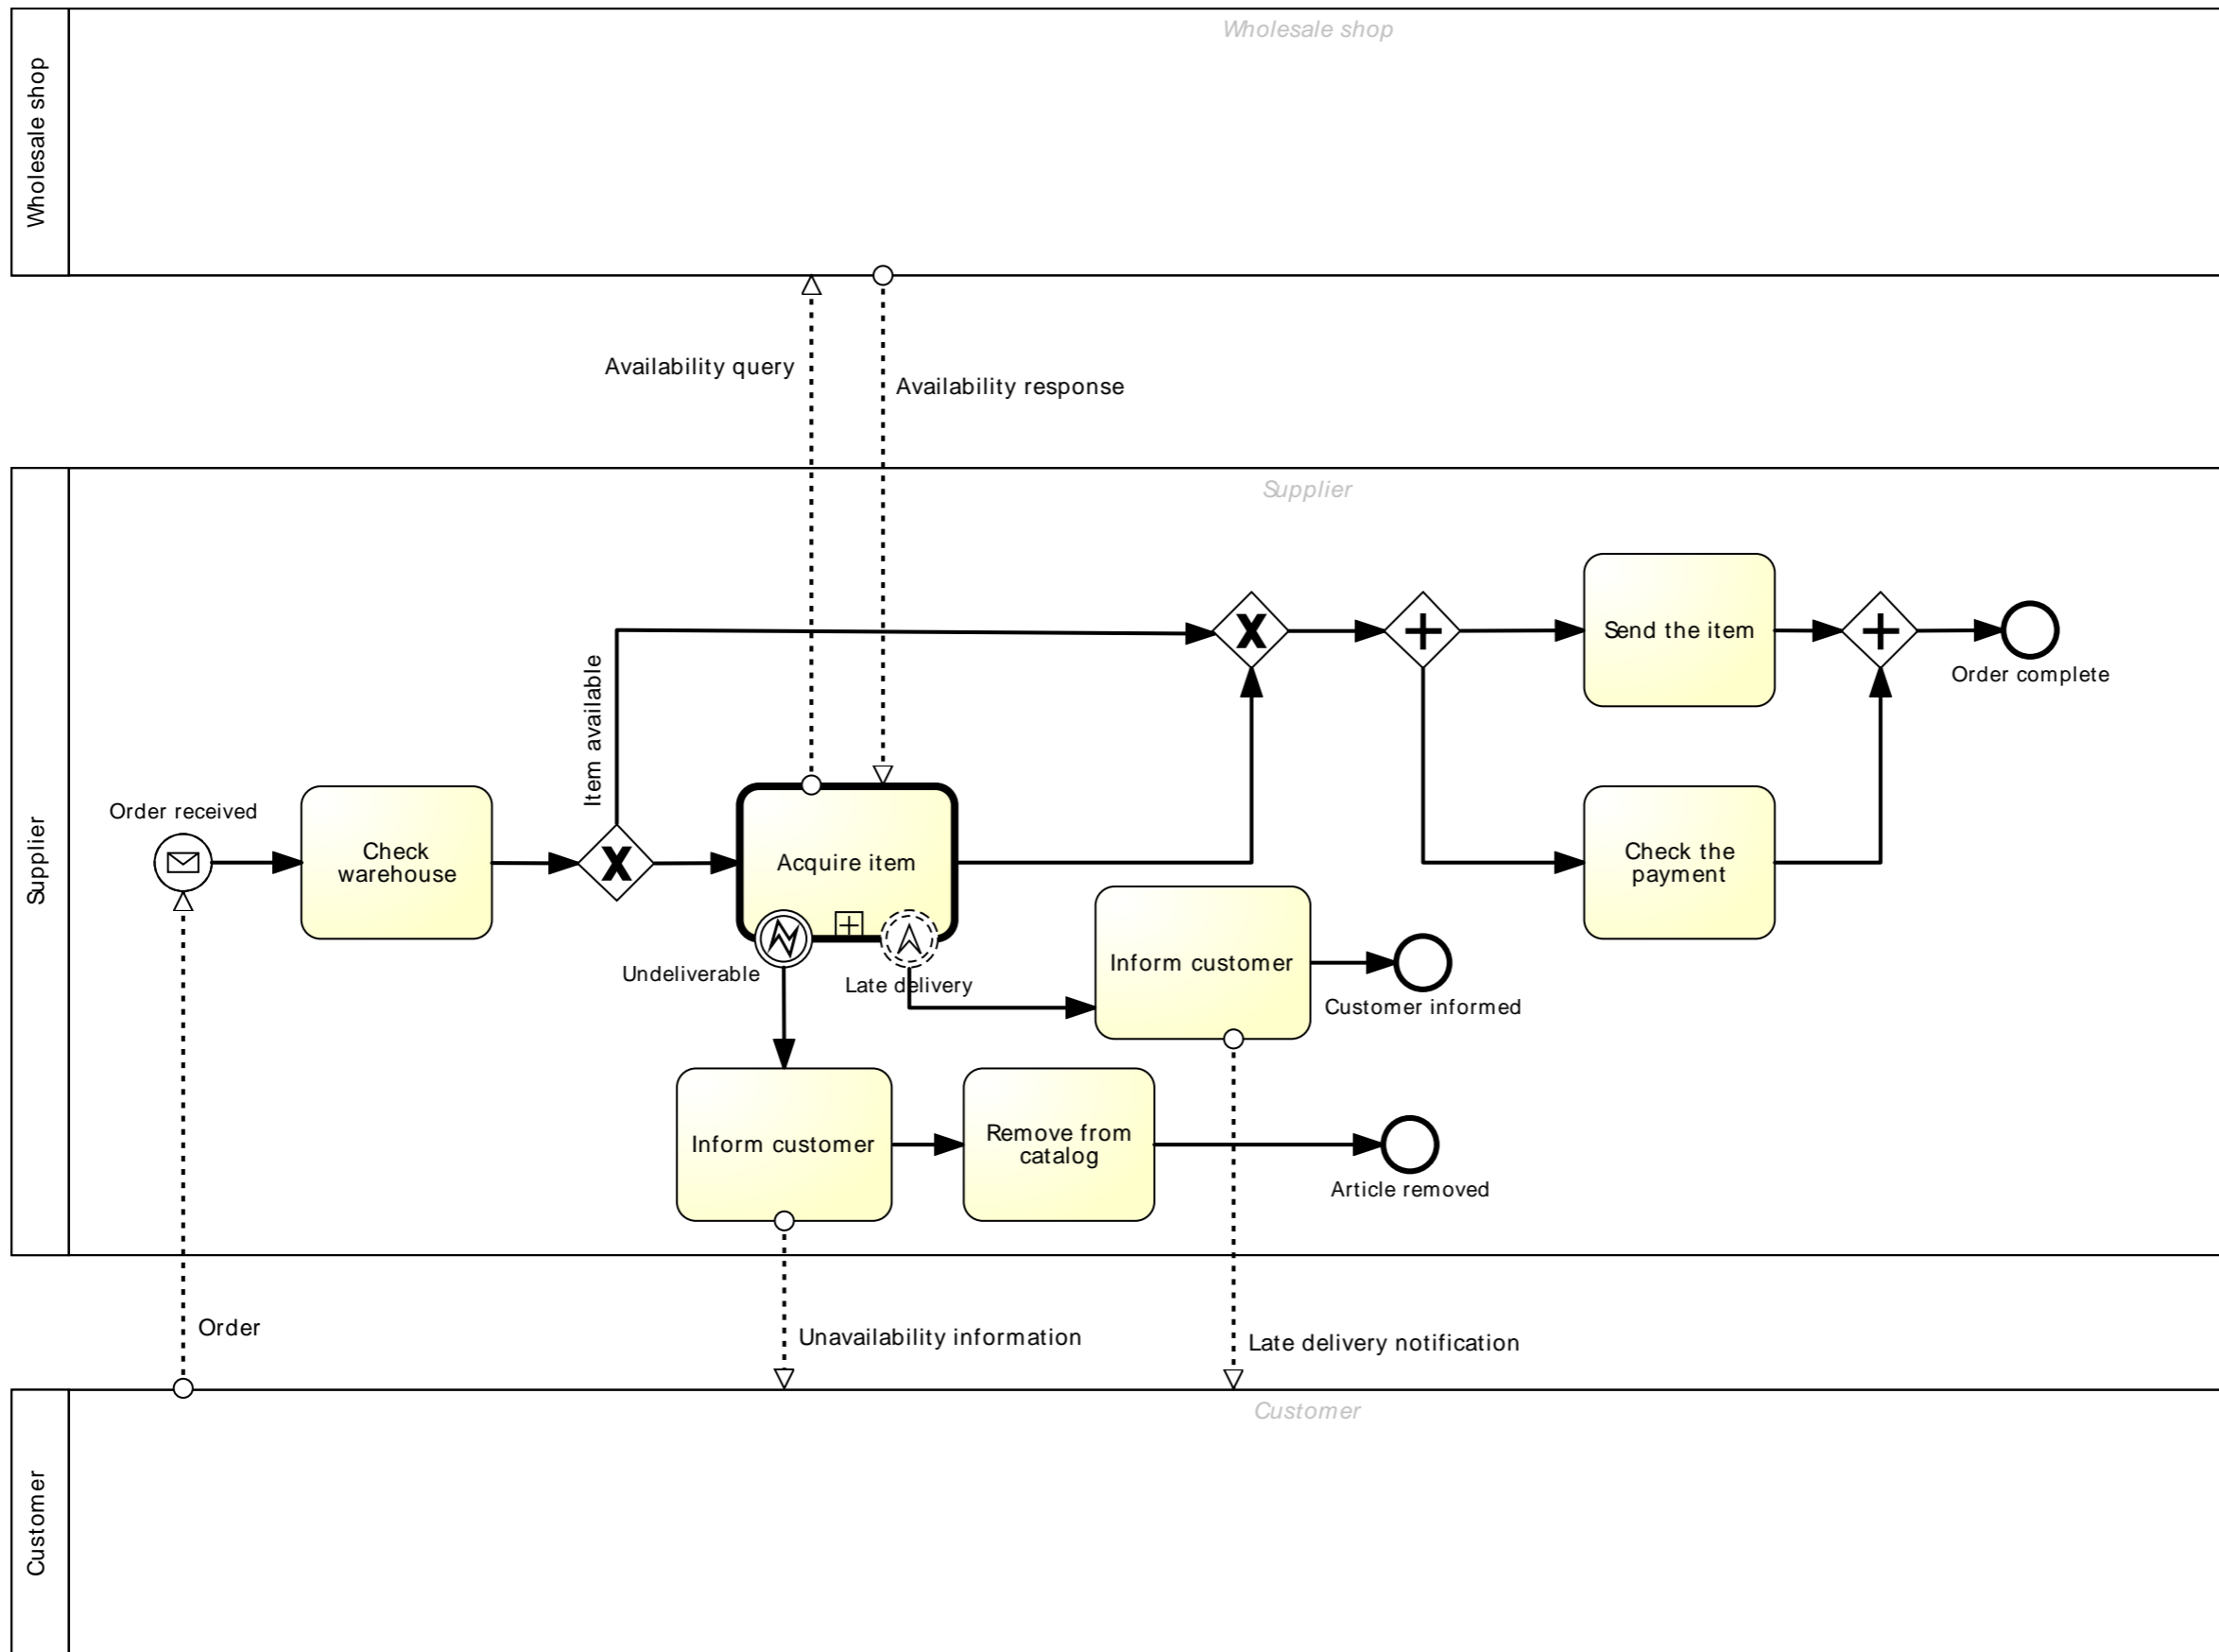 Wholesale shop
Wholesale shop
Availability query
Availability response
Supplier
Supplier
Item available
Send the item
Order complete
Order received
Check
warehouse
Acquire item
Check the
payment
Undeliverable
Late delivery
Inform customer
Customer informed
Inform customer
Remove from
catalog
Article removed
Order
Unavailability information
Late delivery notification
Customer
Customer